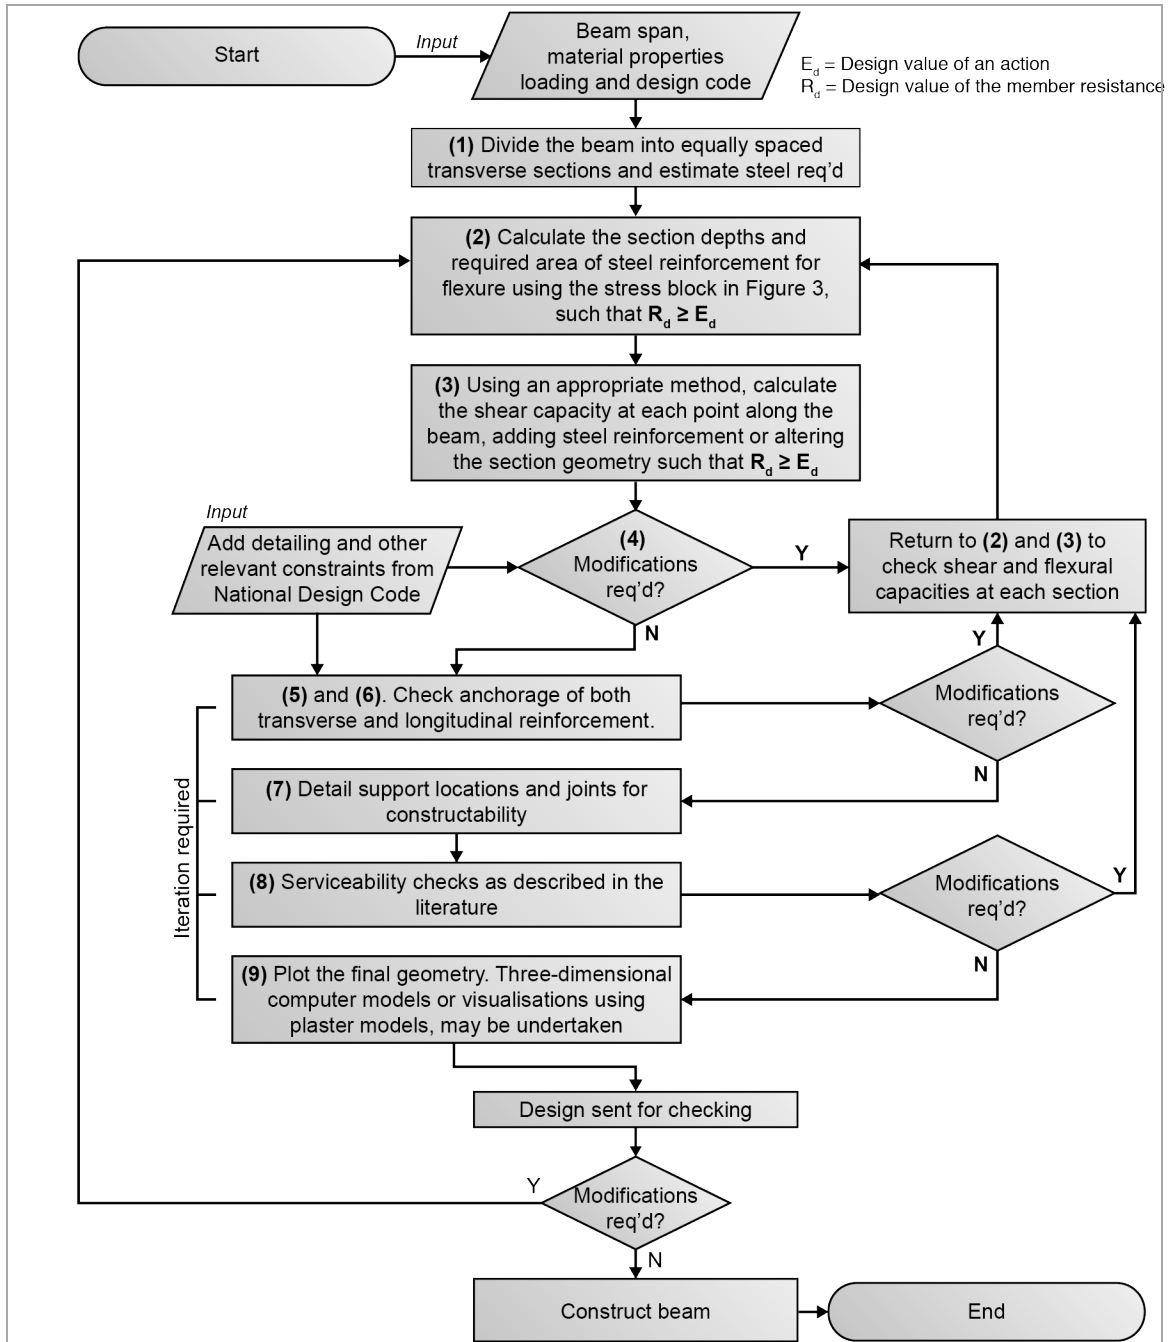 Start
Input
Beam span,
material properties
loading and design code
E_d = Design value of an action
R_d = Design value of the member resistance
(1) Divide the beam into equally spaced
transverse sections and estimate steel req'd
(2) Calculate the section depths and
required area of steel reinforcement for
flexure using the stress block in Figure 3,
such that R_d ≥ E_d
(3) Using an appropriate method, calculate
the shear capacity at each point along the
beam, adding steel reinforcement or altering
the section geometry such that R_d ≥ E_d
Input
Add detailing and other
relevant constraints from
National Design Code
(4)
Modifications
req'd?
Y
N
Return to (2) and (3) to
check shear and flexural
capacities at each section
(5) and (6). Check anchorage of both
transverse and longitudinal reinforcement.
Y
Modifications
req'd?
N
Iteration required
(7) Detail support locations and joints for
constructability
(8) Serviceability checks as described in the
literature
Modifications
req'd?
Y
N
(9) Plot the final geometry. Three-dimensional
computer models or visualisations using
plaster models, may be undertaken
Design sent for checking
Y
Modifications
req'd?
N
Construct beam
End